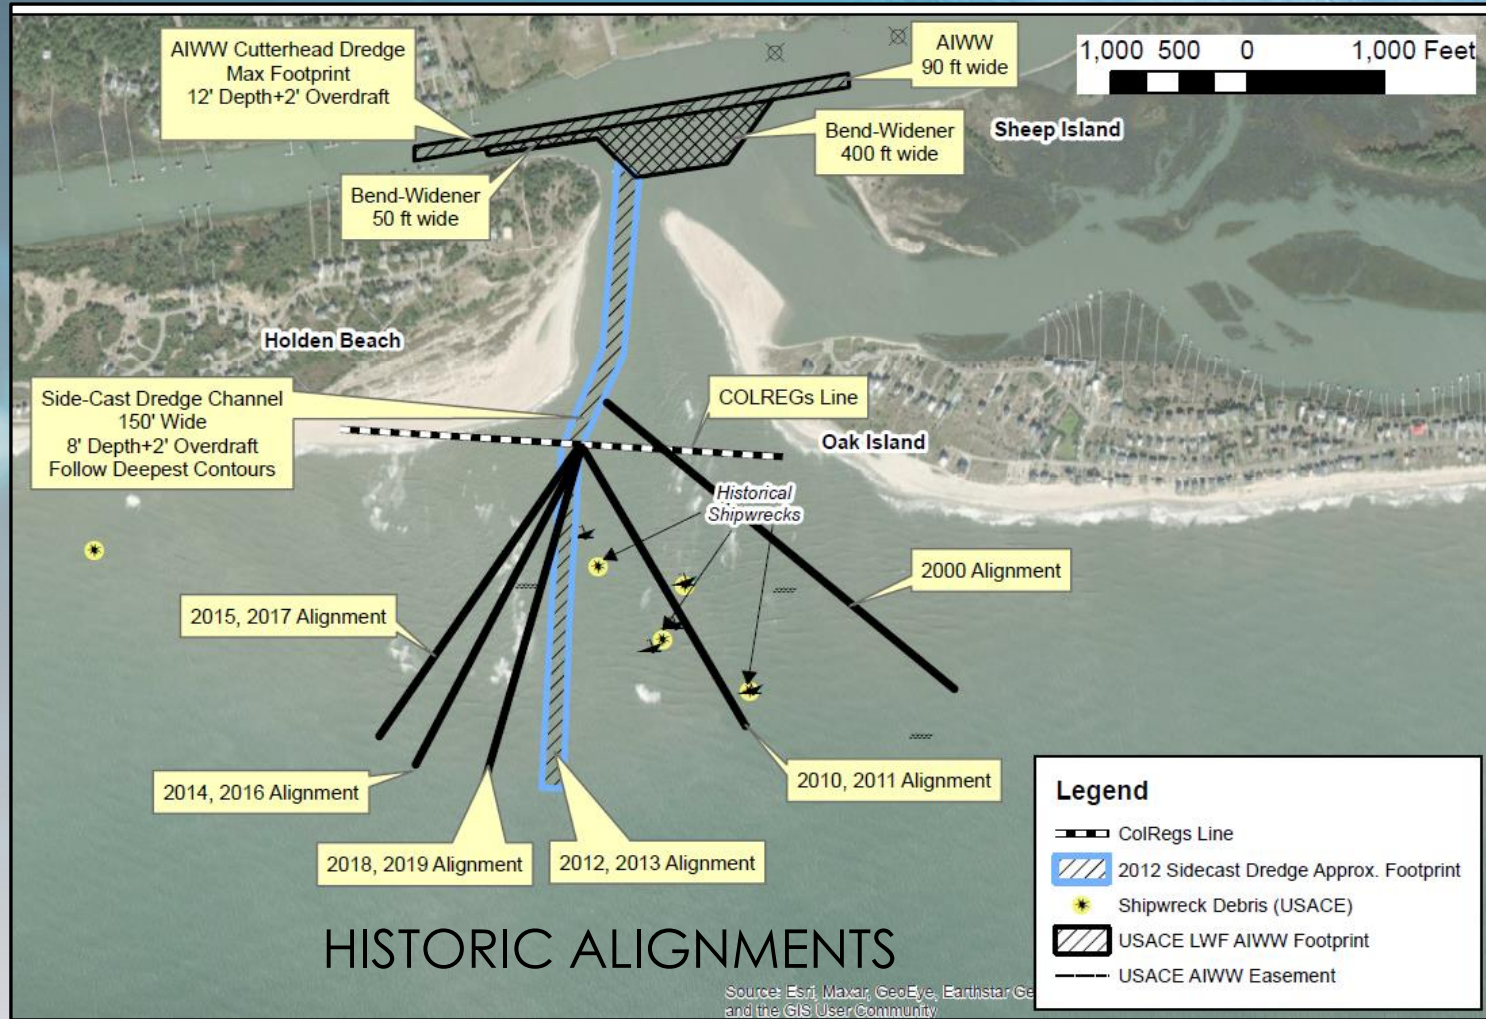 AIWW Cutterhead Dredge
Max Footprint
12' Depth+2' Overdraft
AIWW
90 ft wide
1,000 500 0 1,000 Feet
Bend-Widener
400 ft wide
Sheep Island
Bend-Widener
50 ft wide
Holden Beach
Side-Cast Dredge Channel
150' Wide
8' Depth+2' Overdraft
Follow Deepest Contours
COLREGs Line
Oak Island
Historical
Shipwrecks
2000 Alignment
2015, 2017 Alignment
2014, 2016 Alignment
2010, 2011 Alignment
2018, 2019 Alignment
2012, 2013 Alignment
Legend
ColRegs Line
2012 Sidecast Dredge Approx. Footprint
Shipwreck Debris (USACE)
USACE LWF AIWW Footprint
USACE AIWW Easement
HISTORIC ALIGNMENTS
Source: Esri, Maxar, GeoEye, Earthstar Ge
and the GIS User Community